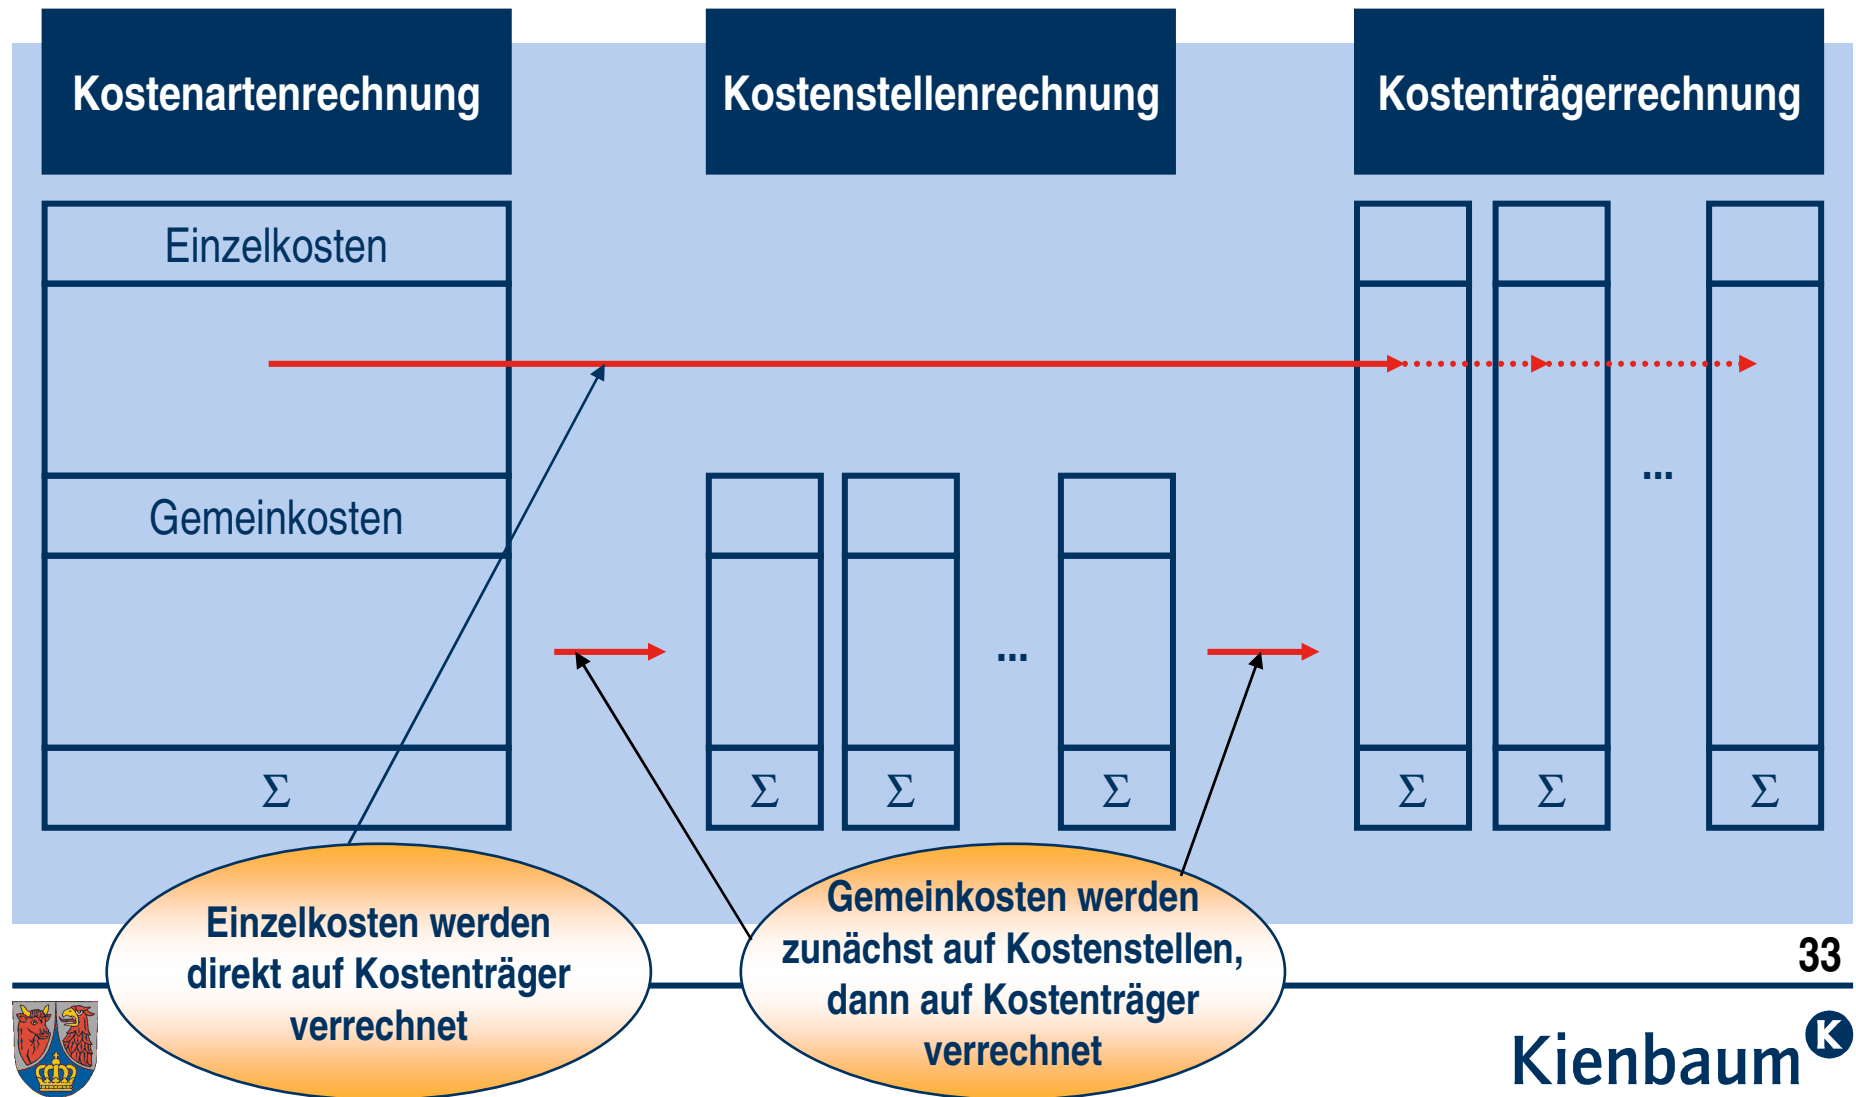 Kostenartenrechnung
Kostenstellenrechnung
Kostenträgerrechnung
Einzelkosten
Gemeinkosten
...
...
Σ
Σ
Σ
Σ
Σ
Σ
Σ
Einzelkosten werden
direkt auf Kostenträger
verrechnet
Gemeinkosten werden
zunächst auf Kostenstellen,
dann auf Kostenträger
verrechnet
33
Kienbaum K